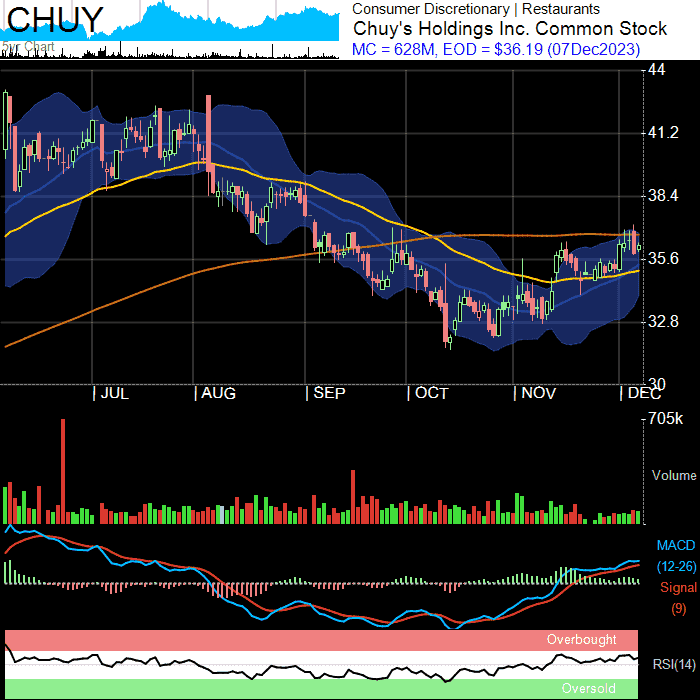 CHUY
5yr Chart
Consumer Discretionary | Restaurants
Chuy's Holdings Inc. Common Stock
MC = 628M, EOD = $36.19 (07Dec2023)
44
41.2
38.4
35.6
32.8
30
JUL AUG SEP OCT NOV DEC
705k
Volume
MACD
(12-26)
Signal
(9)
Overbought
RSI(14)
Oversold